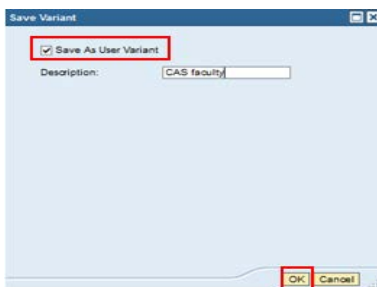 Save Variant
Save As User Variant
Description: CAS faculty
OK Cancel